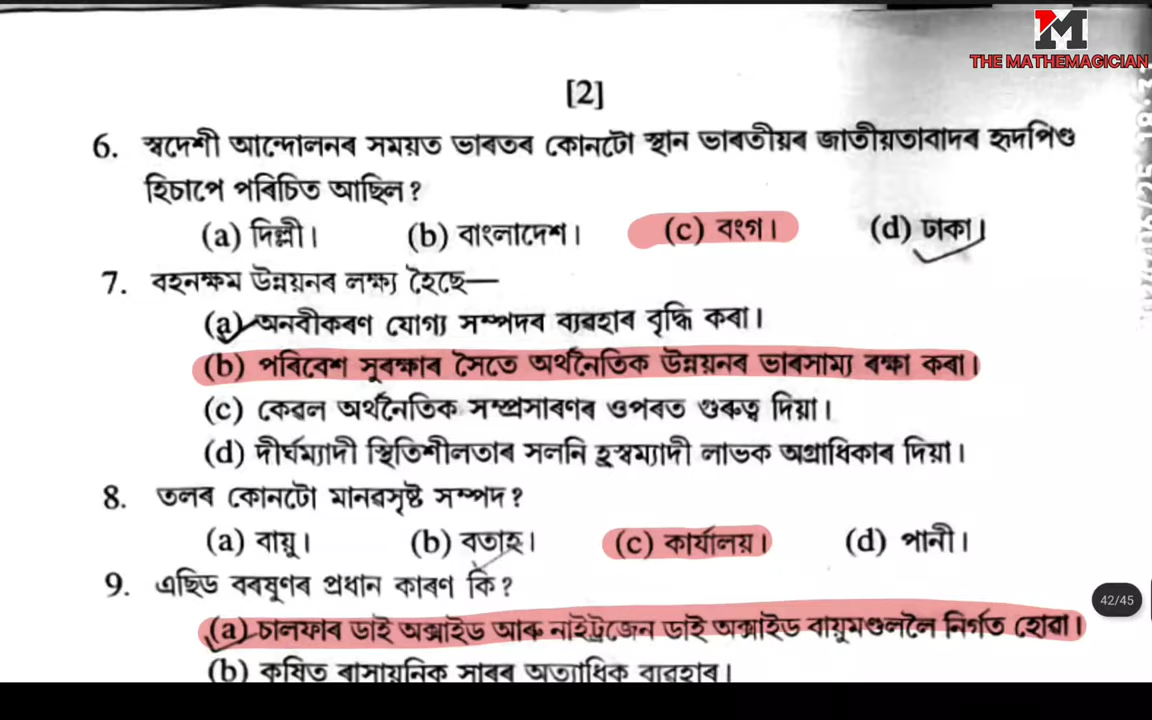 M
THE MATHEMAGICIAN
[2]
6. স্বদেশী আন্দোলনৰ সময়ত ভাৰতৰ কোনটো স্থান ভাৰতীয়ৰ জাতীয়তাবাদৰ হৃদপিণ্ড
হিচাপে পৰিচিত আছিল?
(a) দিল্লী। (b) বাংলাদেশ। (c) বংগ। (d) ঢাকা।
7. বহনক্ষম উন্নয়নৰ লক্ষ্য হৈছে—
(a) অনবীকৰণ যোগ্য সম্পদৰ ব্যৱহাৰ বৃদ্ধি কৰা।
(b) পৰিবেশ সুৰক্ষাৰ সৈতে অৰ্থনৈতিক উন্নয়নৰ ভাৰসাম্য ৰক্ষা কৰা।
(c) কেৱল অৰ্থনৈতিক সম্প্ৰসাৰণৰ ওপৰত গুৰুত্ব দিয়া।
(d) দীৰ্ঘম্যাদী স্থিতিশীলতাৰ সলনি হ্ৰস্বম্যাদী লাভক অগ্ৰাধিকাৰ দিয়া।
8. তলৰ কোনটো মানৱসৃষ্ট সম্পদ?
(a) বায়ু। (b) বতাহ। (c) কাৰ্যালয়। (d) পানী।
9. এছিড বৰষুণৰ প্ৰধান কাৰণ কি?
(a) চালফাৰ ডাই অক্সাইড আৰু নাইট্ৰজেন ডাই অক্সাইড বায়ুমণ্ডললৈ নিৰ্গত হোৱা।
42/45
(b) কৃষিত ৰাসায়নিক সাৰৰ অত্যাধিক ব্যৱহাৰ।